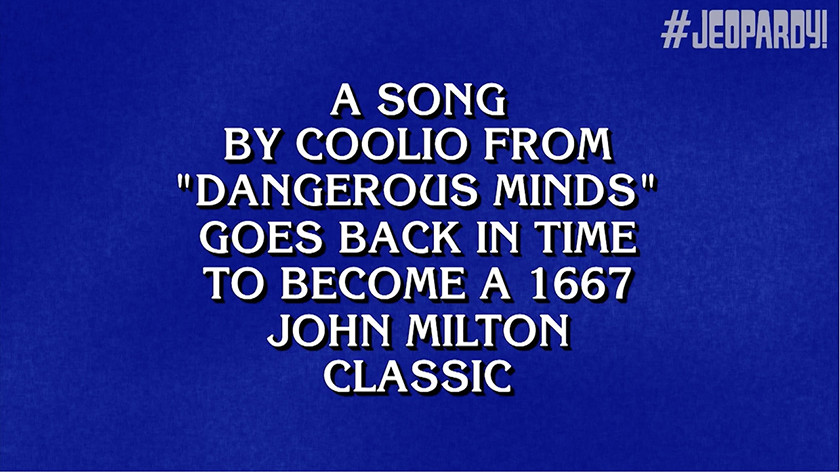 #JEOPARDY!
A SONG
BY COOLIO FROM
"DANGEROUS MINDS"
GOES BACK IN TIME
TO BECOME A 1667
JOHN MILTON
CLASSIC